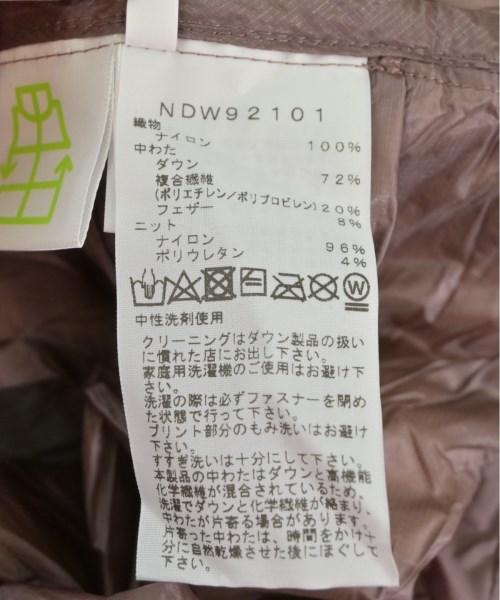 NDW92101
織物
ナイロン 100%
中わた
ダウン 72%
複合繊維
(ポリエチレン/ポリプロピレン) 20%
フェザー 8%
ニット
ナイロン 96%
ポリウレタン 4%
中性洗剤使用
クリーニングはダウン製品の扱い
に慣れた店にお出し下さい。
家庭用洗濯機のご使用はお避け下
さい。
洗濯の際は必ずファスナーを閉め
た状態で行って下さい。
プリント部分のもみ洗いはお避け
下さい。
すすぎ洗いは十分にして下さい。
本製品の中わたはダウンと高機能
化学繊維が混合されているため、
洗濯でダウンと化学繊維が絡まり、
中わたが片寄る場合があります。
片寄った中わたは、時間をかけ十
分に自然乾燥させた後にほぐして
下さい。